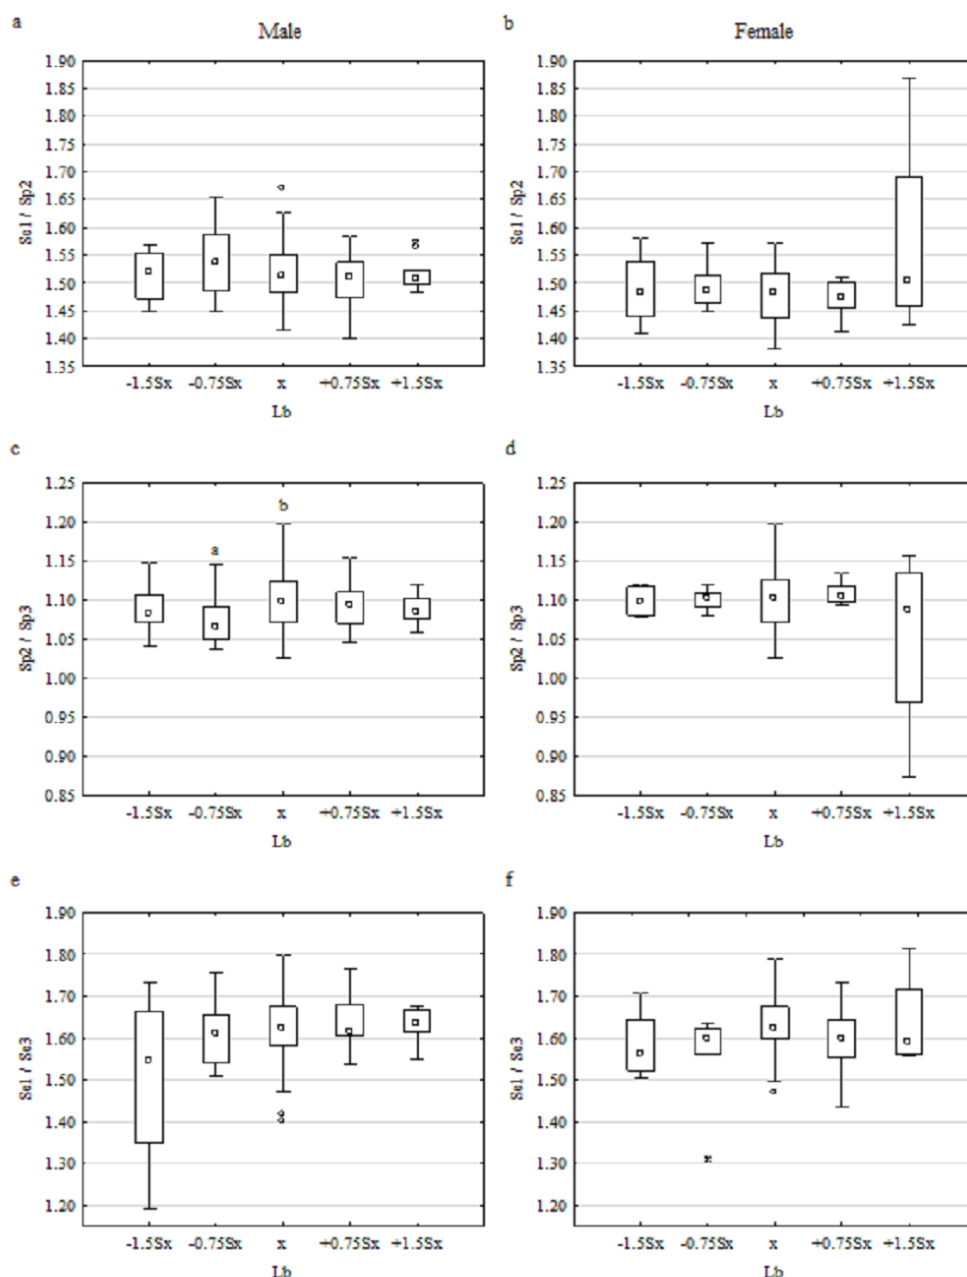 a
b
Male
Female
1.90
1.85
1.80
1.75
1.70
1.65
1.60
1.55
1.50
1.45
1.40
1.35
Se1 / Sp2
-1.5Sx -0.75Sx x +0.75Sx +1.5Sx
Lb
1.90
1.85
1.80
1.75
1.70
1.65
1.60
1.55
1.50
1.45
1.40
1.35
Se1 / Sp2
-1.5Sx -0.75Sx x +0.75Sx +1.5Sx
Lb
c
d
1.25
1.20
1.15
1.10
1.05
1.00
0.95
0.90
0.85
Sp2 / Sp3
a
b
-1.5Sx -0.75Sx x +0.75Sx +1.5Sx
Lb
1.25
1.20
1.15
1.10
1.05
1.00
0.95
0.90
0.85
Sp2 / Sp3
-1.5Sx -0.75Sx x +0.75Sx +1.5Sx
Lb
e
f
1.90
1.80
1.70
1.60
1.50
1.40
1.30
1.20
Se1 / Se3
-1.5Sx -0.75Sx x +0.75Sx +1.5Sx
Lb
1.90
1.80
1.70
1.60
1.50
1.40
1.30
1.20
Se1 / Se3
-1.5Sx -0.75Sx x +0.75Sx +1.5Sx
Lb